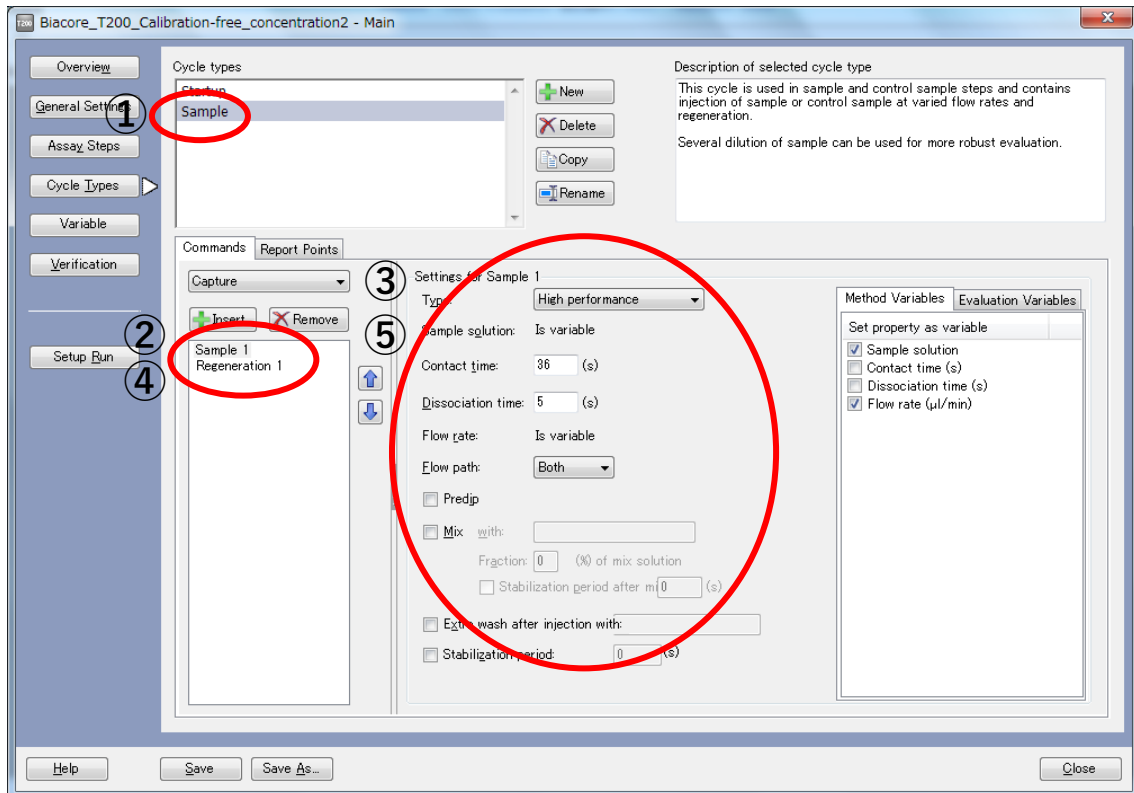 T200 Biacore_T200_Calibration-free_concentration2 - Main
Overview
General Settings
Assay Steps
Cycle Types
Variable
Verification
Setup Run
Cycle types
Startup
① Sample
New
Delete
Copy
Rename
Description of selected cycle type
This cycle is used in sample and control sample steps and contains
injection of sample or control sample at varied flow rates and
regeneration.
Several dilution of sample can be used for more robust evaluation.
Commands Report Points
Capture
Insert Remove
②
④
Sample 1
Regeneration 1
③
⑤
Settings for Sample 1
Type: High performance
Sample solution: Is variable
Contact time: 36 (s)
Dissociation time: 5 (s)
Flow rate: Is variable
Flow path: Both
Predip
Mix with:
Fraction: 0 (%) of mix solution
Stabilization period after mi 0 (s)
Extra wash after injection with:
Stabilization period: 0 (s)
Method Variables Evaluation Variables
Set property as variable
Sample solution
Contact time (s)
Dissociation time (s)
Flow rate (µl/min)
Help
Save
Save As...
Close